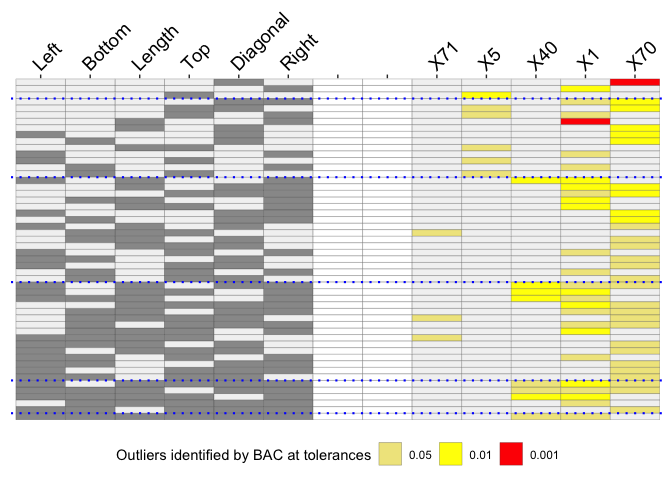 Left Bottom Length Top Diagonal Right X71 X5 X40 X1 X70
Outliers identified by BAC at tolerances 0.05 0.01 0.001